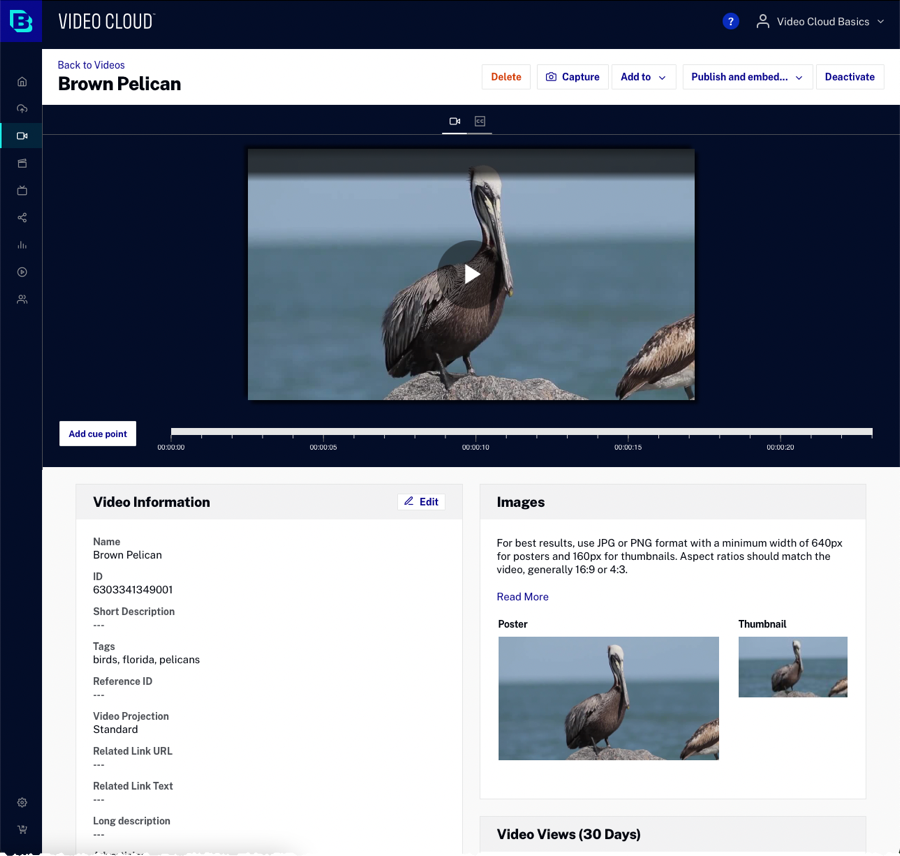 VIDEO CLOUD
?
Video Cloud Basics
Back to Videos
Brown Pelican
Delete
Capture
Add to
Publish and embed...
Deactivate
CC
Add cue point
00:00:00
00:00:05
00:00:10
00:00:15
00:00:20
Video Information
Edit
Name
Brown Pelican
ID
6303341349001
Short Description
---
Tags
birds, florida, pelicans
Reference ID
---
Video Projection
Standard
Related Link URL
---
Related Link Text
---
Long description
---
Images
For best results, use JPG or PNG format with a minimum width of 640px
for posters and 160px for thumbnails. Aspect ratios should match the
video, generally 16:9 or 4:3.
Read More
Poster
Thumbnail
Video Views (30 Days)